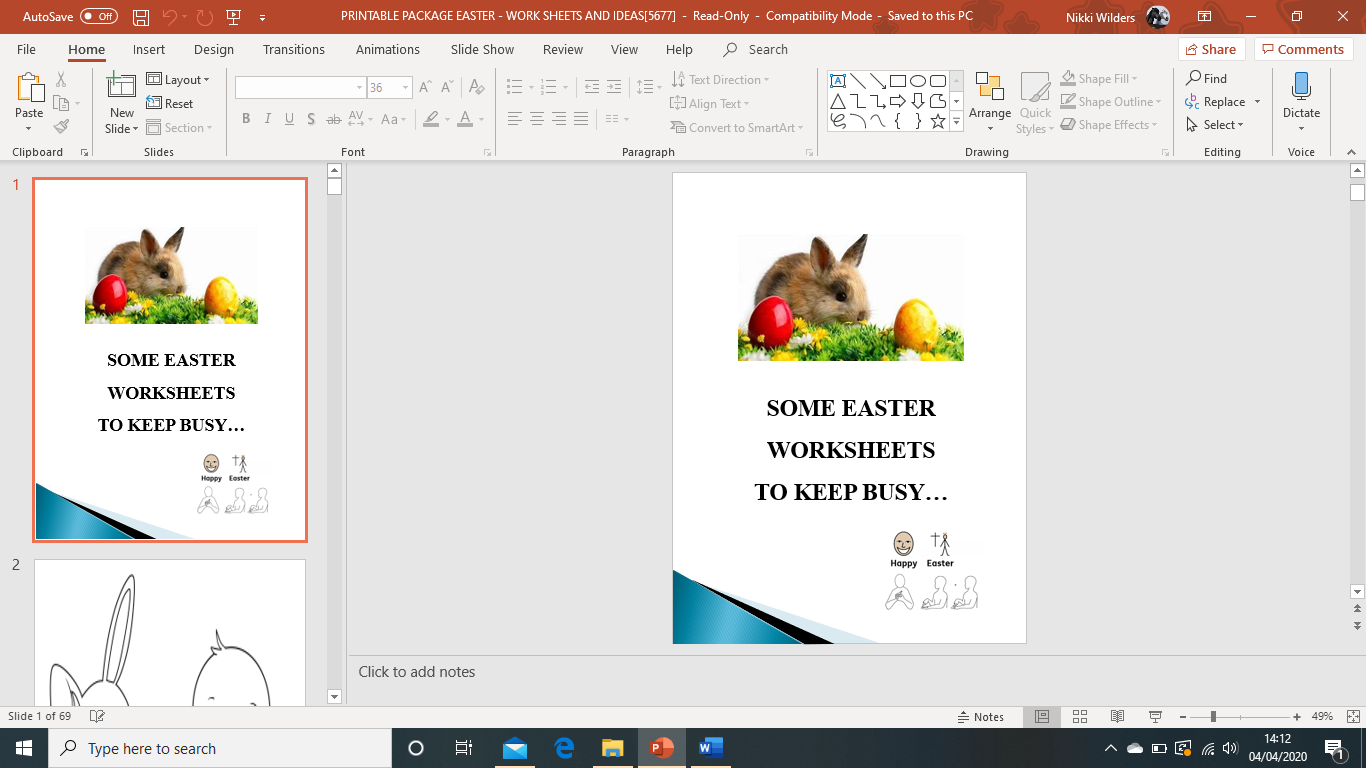 AutoSave Off
PRINTABLE PACKAGE EASTER - WORK SHEETS AND IDEAS[5677] - Read-Only - Compatibility Mode - Saved to this PC
Nikki Wilders
File Home Insert Design Transitions Animations Slide Show Review View Help Search
Share Comments
Paste
Clipboard
New
Slide
Layout
Reset
Section
Slides
36
B I U S ab AV Aa A
Font
Text Direction
Align Text
Convert to SmartArt
Paragraph
Arrange
Quick
Styles
Shape Fill
Shape Outline
Shape Effects
Drawing
Find
Replace
Select
Editing
Dictate
Voice
1
SOME EASTER
WORKSHEETS
TO KEEP BUSY…
Happy Easter
2
SOME EASTER
WORKSHEETS
TO KEEP BUSY…
Happy Easter
Click to add notes
Slide 1 of 69
Notes
49%
Type here to search
14:12
04/04/2020
1